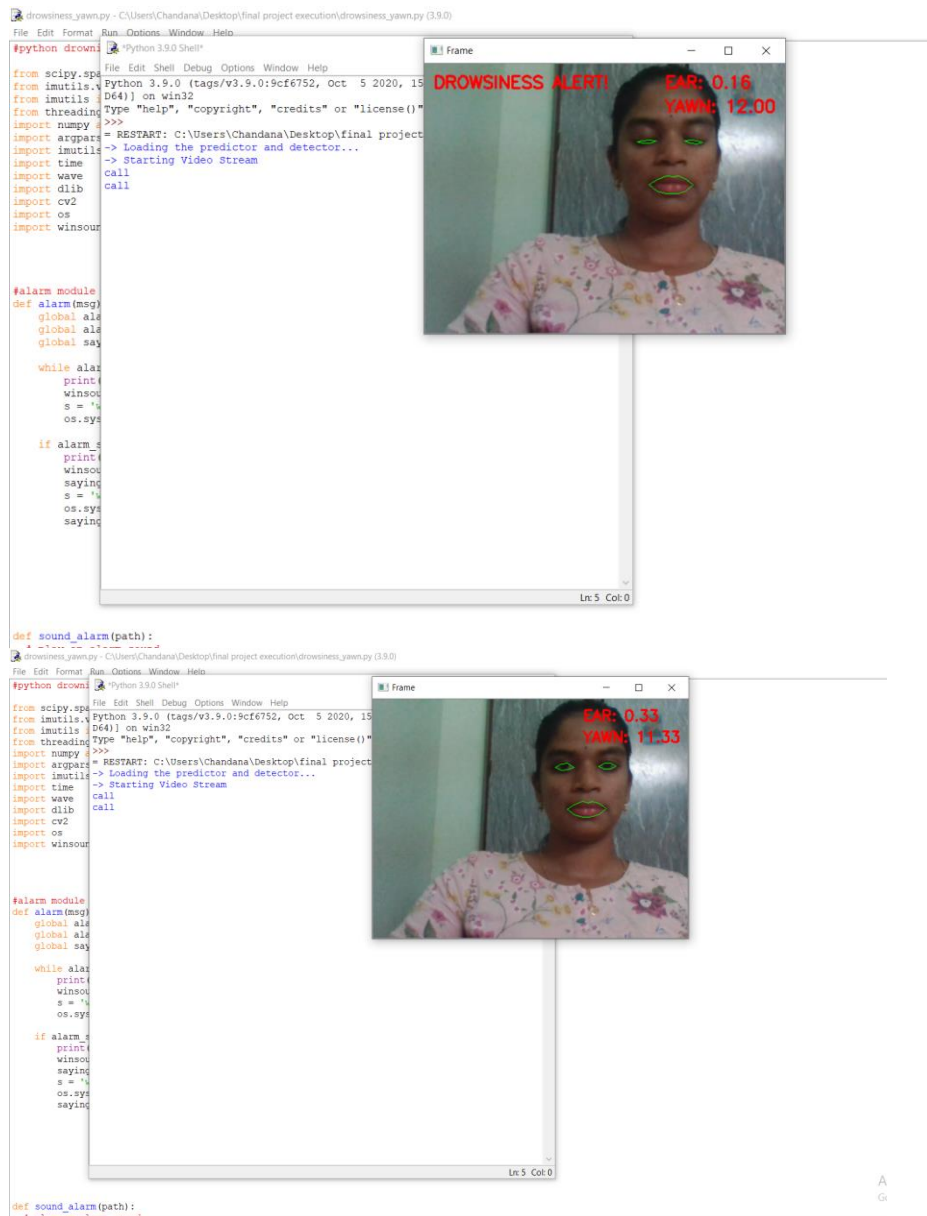 drowsiness_yawn.py - C:\Users\Chandana\Desktop\final project execution\drowsiness_yawn.py (3.9.0)
File Edit Format Run Options Window Help
#python drowni
from scipy.spa
from imutils.v
from imutils i
from threading
import numpy a
import argpars
import imutils
import time
import wave
import dlib
import cv2
import os
import winsoun
#alarm module
def alarm(msg)
global ala
global ala
global say
while alar
print(
winsou
s = 'w
os.sys
if alarm_s
print(
winsou
saying
s = 'w
os.sys
saying
def sound_alarm(path):
*Python 3.9.0 Shell*
File Edit Shell Debug Options Window Help
Python 3.9.0 (tags/v3.9.0:9cf6752, Oct  5 2020, 15
D64)] on win32
Type "help", "copyright", "credits" or "license()"
>>>
= RESTART: C:\Users\Chandana\Desktop\final project
-> Loading the predictor and detector...
-> Starting Video Stream
call
call
Ln: 5 Col: 0
Frame
DROWSINESS ALERT! EAR: 0.16
YAWN: 12.00
drowsiness_yawn.py - C:\Users\Chandana\Desktop\final project execution\drowsiness_yawn.py (3.9.0)
File Edit Format Run Options Window Help
#python drowni
from scipy.spa
from imutils.v
from imutils i
from threading
import numpy a
import argpars
import imutils
import time
import wave
import dlib
import cv2
import os
import winsoun
#alarm module
def alarm(msg)
global ala
global ala
global say
while alar
print(
winsou
s = 'w
os.sys
if alarm_s
print(
winsou
saying
s = 'w
os.sys
saying
def sound_alarm(path):
*Python 3.9.0 Shell*
File Edit Shell Debug Options Window Help
Python 3.9.0 (tags/v3.9.0:9cf6752, Oct  5 2020, 15
D64)] on win32
Type "help", "copyright", "credits" or "license()"
>>>
= RESTART: C:\Users\Chandana\Desktop\final project
-> Loading the predictor and detector...
-> Starting Video Stream
call
call
Ln: 5 Col: 0
Frame
EAR: 0.33
YAWN: 11.33
A
G